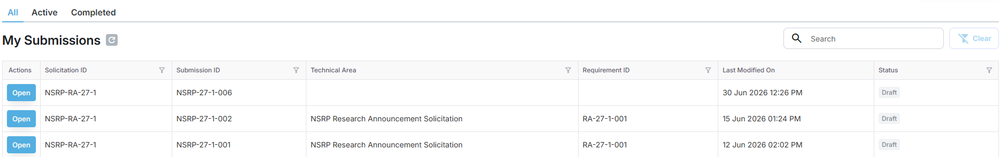 All Active Completed
My Submissions
Search Clear
Actions Solicitation ID Submission ID Technical Area Requirement ID Last Modified On Status
Open NSRP-RA-27-1 NSRP-27-1-006 30 Jun 2026 12:26 PM Draft
Open NSRP-RA-27-1 NSRP-27-1-002 NSRP Research Announcement Solicitation RA-27-1-001 15 Jun 2026 01:24 PM Draft
Open NSRP-RA-27-1 NSRP-27-1-001 NSRP Research Announcement Solicitation RA-27-1-001 12 Jun 2026 02:02 PM Draft